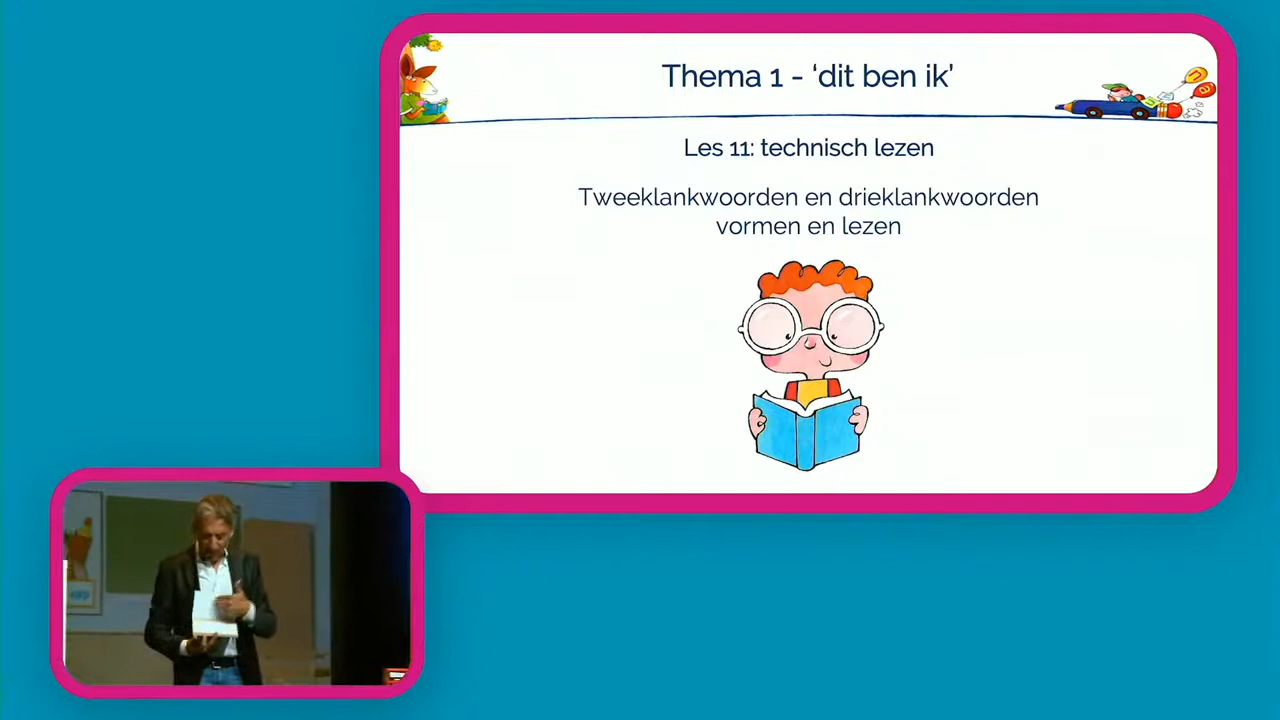 Thema 1 - ‘dit ben ik’
Les 11: technisch lezen
Tweeklankwoorden en drieklankwoorden
vormen en lezen